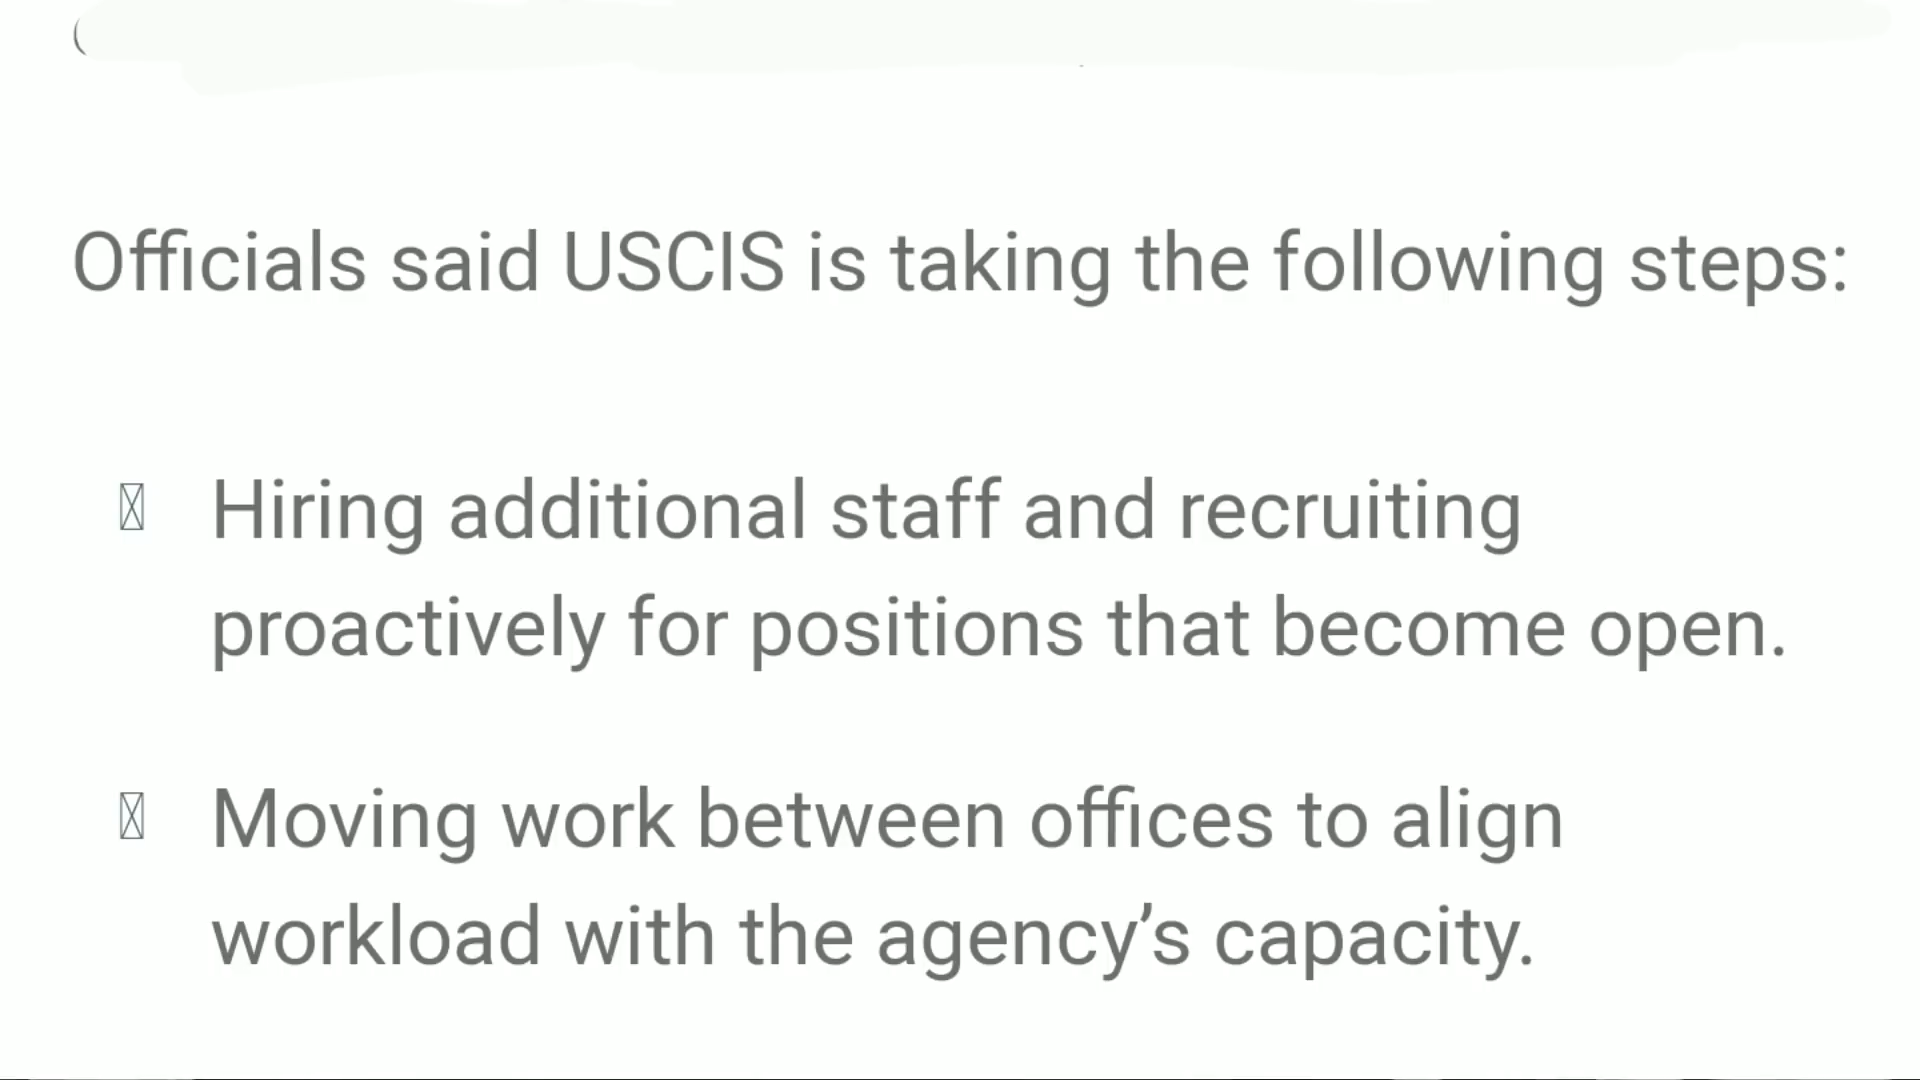 (
Officials said USCIS is taking the following steps:
Hiring additional staff and recruiting
proactively for positions that become open.
Moving work between offices to align
workload with the agency’s capacity.